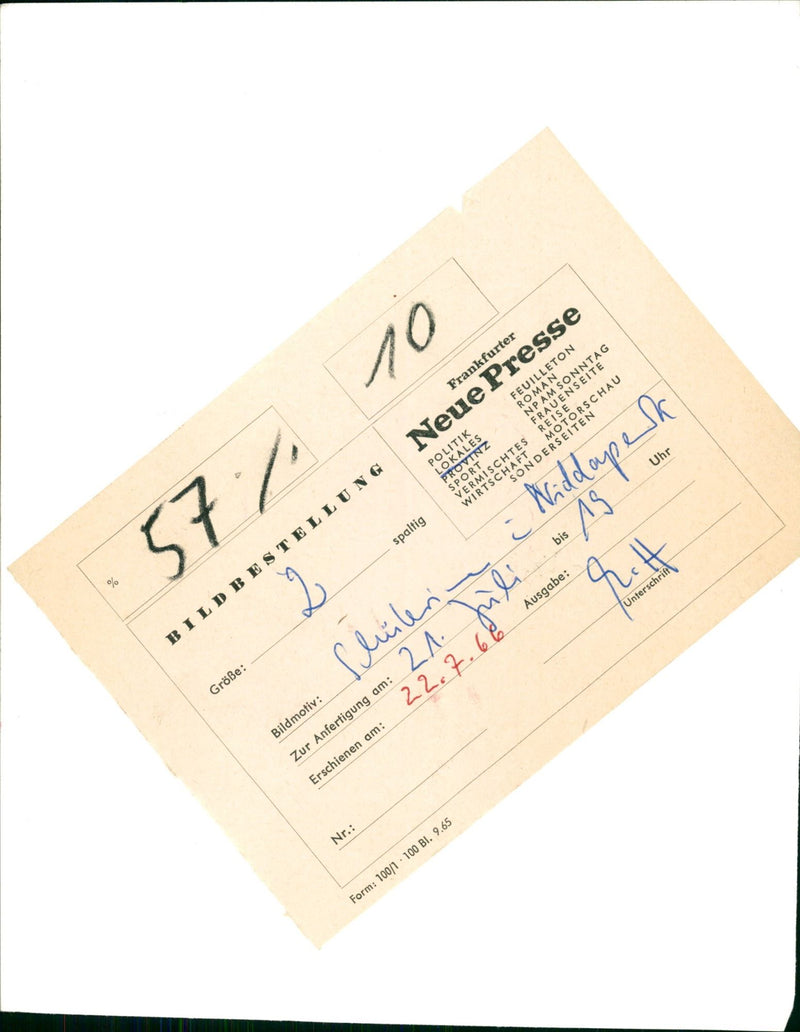 10
% 57 %
Frankfurter
Neue Presse
POLITIK
LOKALES
PROVINZ
SPORT
VERMISCHTES
WIRTSCHAFT
FEUILLETON
ROMAN
NP AM SONNTAG
FRAUENSEITE
REISE
MOTORSCHAU
SONDERSEITEN
BILDBESTELLUNG
Größe: 2 spaltig
Bildmotiv: Schülerin
Zur Anfertigung am: 21. Juli bis 19 Uhr
Erschienen am: 22.7.66 Ausgabe:
Unterschrift
Nr.:
Form: 100/1 · 100 Bl. 9.65